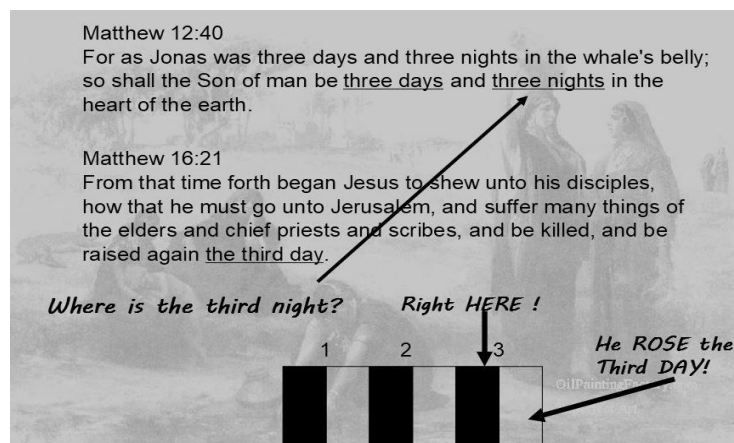 Matthew 12:40
For as Jonas was three days and three nights in the whale's belly;
so shall the Son of man be three days and three nights in the
heart of the earth.
Matthew 16:21
From that time forth began Jesus to shew unto his disciples,
how that he must go unto Jerusalem, and suffer many things of
the elders and chief priests and scribes, and be killed, and be
raised again the third day.
Where is the third night?
Right HERE !
1 2 3
He ROSE the
Third DAY!